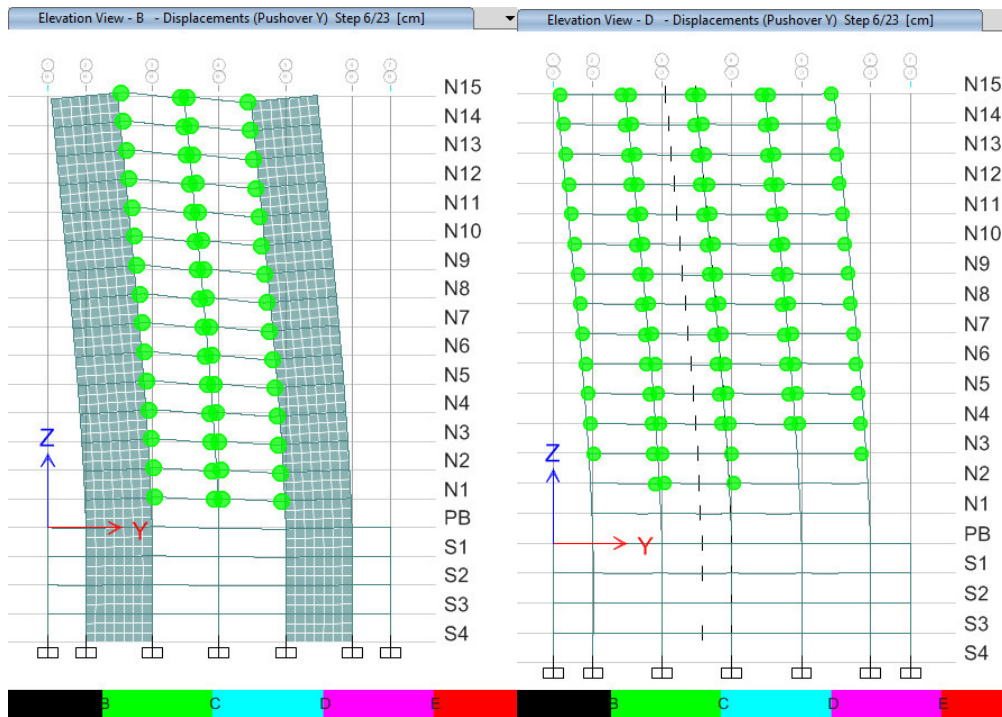 Elevation View - B - Displacements (Pushover Y) Step 6/23 [cm]
N15
N14
N13
N12
N11
N10
N9
N8
N7
N6
N5
N4
N3
N2
N1
PB
S1
S2
S3
S4
Z
Y
B C D E
Elevation View - D - Displacements (Pushover Y) Step 6/23 [cm]
N15
N14
N13
N12
N11
N10
N9
N8
N7
N6
N5
N4
N3
N2
N1
PB
S1
S2
S3
S4
Z
Y
B C D E